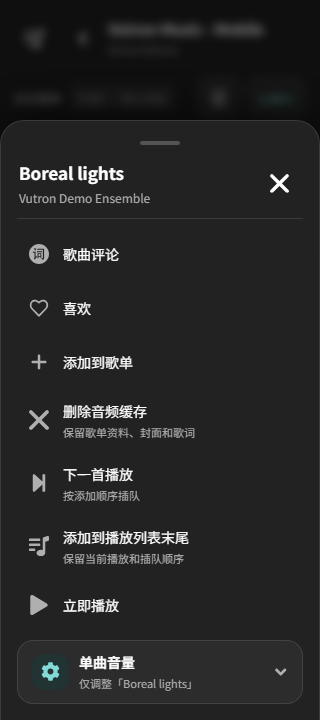 Boreal lights
Vutron Demo Ensemble
词 歌曲评论
喜欢
添加到歌单
删除音频缓存
保留歌单资料、封面和歌词
下一首播放
按添加顺序插队
添加到播放列表末尾
保留当前播放和插队顺序
立即播放
单曲音量
仅调整「Boreal lights」